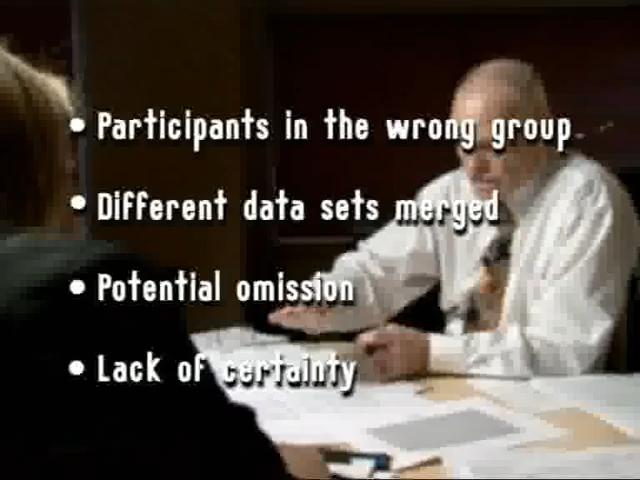 • Participants in the wrong group
• Different data sets merged
• Potential omission
• Lack of certainty